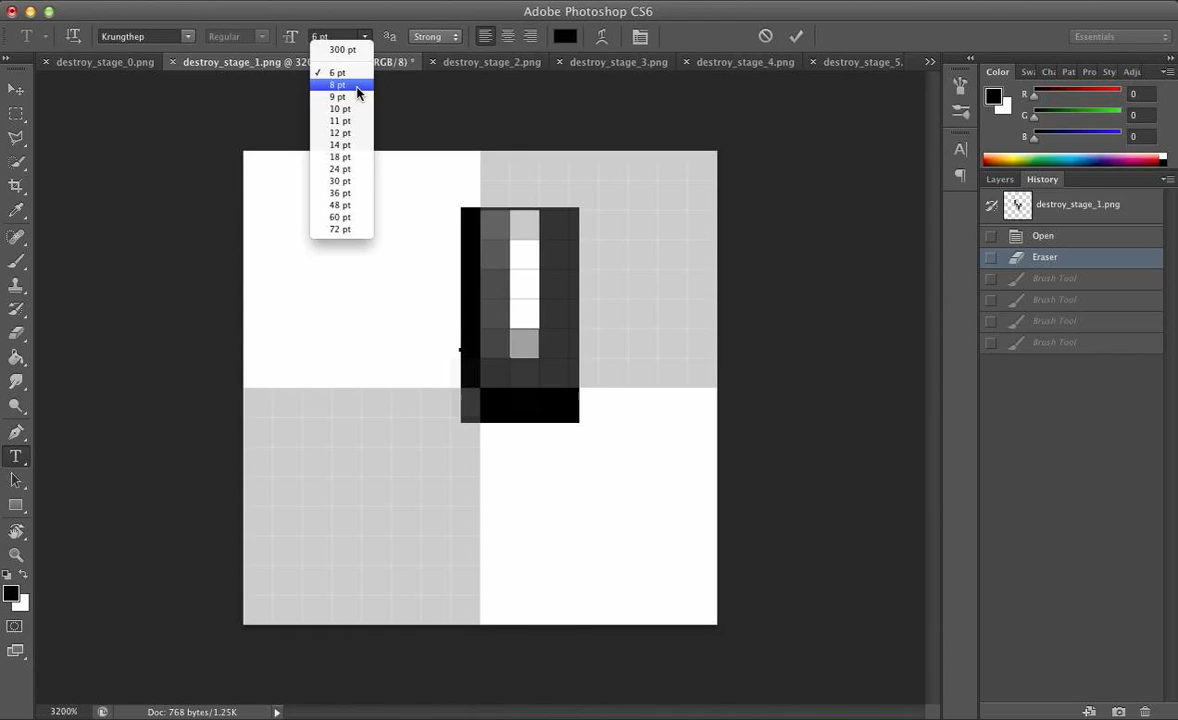 Adobe Photoshop CS6
T
Krungthep
Regular
T
6 pt
aa
Strong
Essentials
destroy_stage_0.png
destroy_stage_1.png @ 320
RGB/8) *
destroy_stage_2.png
destroy_stage_3.png
destroy_stage_4.png
destroy_stage_5.
300 pt
✓ 6 pt
8 pt
9 pt
10 pt
11 pt
12 pt
14 pt
18 pt
24 pt
30 pt
36 pt
48 pt
60 pt
72 pt
Color
Swa
Cha
Pat
Pro
Sty
Adju
R 0
G 0
B 0
A
Layers
History
destroy_stage_1.png
Open
Eraser
Brush Tool
Brush Tool
Brush Tool
Brush Tool
T
3200%
Doc: 768 bytes/1.25K